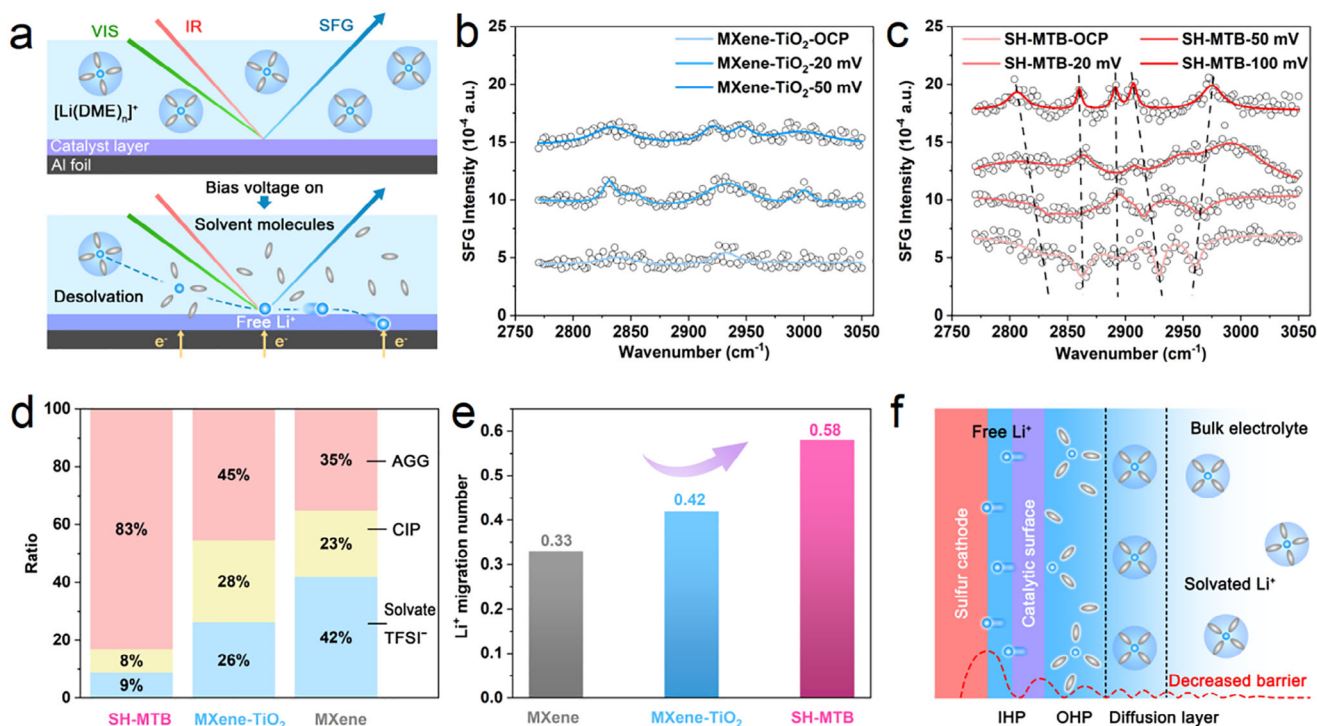 a
VIS
IR
SFG
[Li(DME)n]+
Catalyst layer
Al foil
Bias voltage on
Solvent molecules
Desolvation
Free Li+
e-
e-
e-
b
MXene-TiO2-OCP
MXene-TiO2-20 mV
MXene-TiO2-50 mV
SFG Intensity (10-4 a.u.)
25
20
15
10
5
0
2750 2800 2850 2900 2950 3000 3050
Wavenumber (cm-1)
c
SH-MTB-OCP
SH-MTB-50 mV
SH-MTB-20 mV
SH-MTB-100 mV
SFG Intensity (10-4 a.u.)
25
20
15
10
5
0
2750 2800 2850 2900 2950 3000 3050
Wavenumber (cm-1)
d
Ratio
100
80
60
40
20
0
83%
8%
9%
45%
28%
26%
35%
23%
42%
AGG
CIP
Solvate
TFSI-
SH-MTB
MXene-TiO2
MXene
e
Li+ migration number
0.6
0.5
0.4
0.3
0.2
0.1
0.0
0.33
0.42
0.58
MXene
MXene-TiO2
SH-MTB
f
Sulfur cathode
Free Li+
Catalytic surface
Bulk electrolyte
Solvated Li+
Decreased barrier
IHP
OHP
Diffusion layer